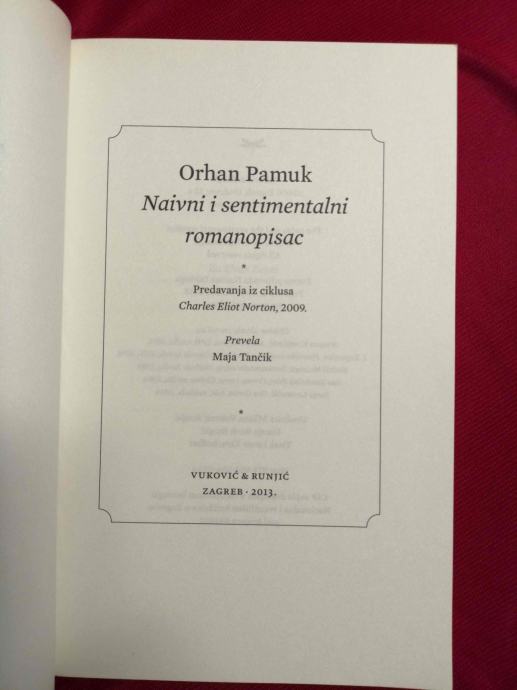 Orhan Pamuk
Naivni i sentimentalni
romanopisac
*
Predavanja iz ciklusa
Charles Eliot Norton, 2009.
Prevela
Maja Tančik
*
VUKOVIĆ & RUNJIĆ
ZAGREB · 2013.